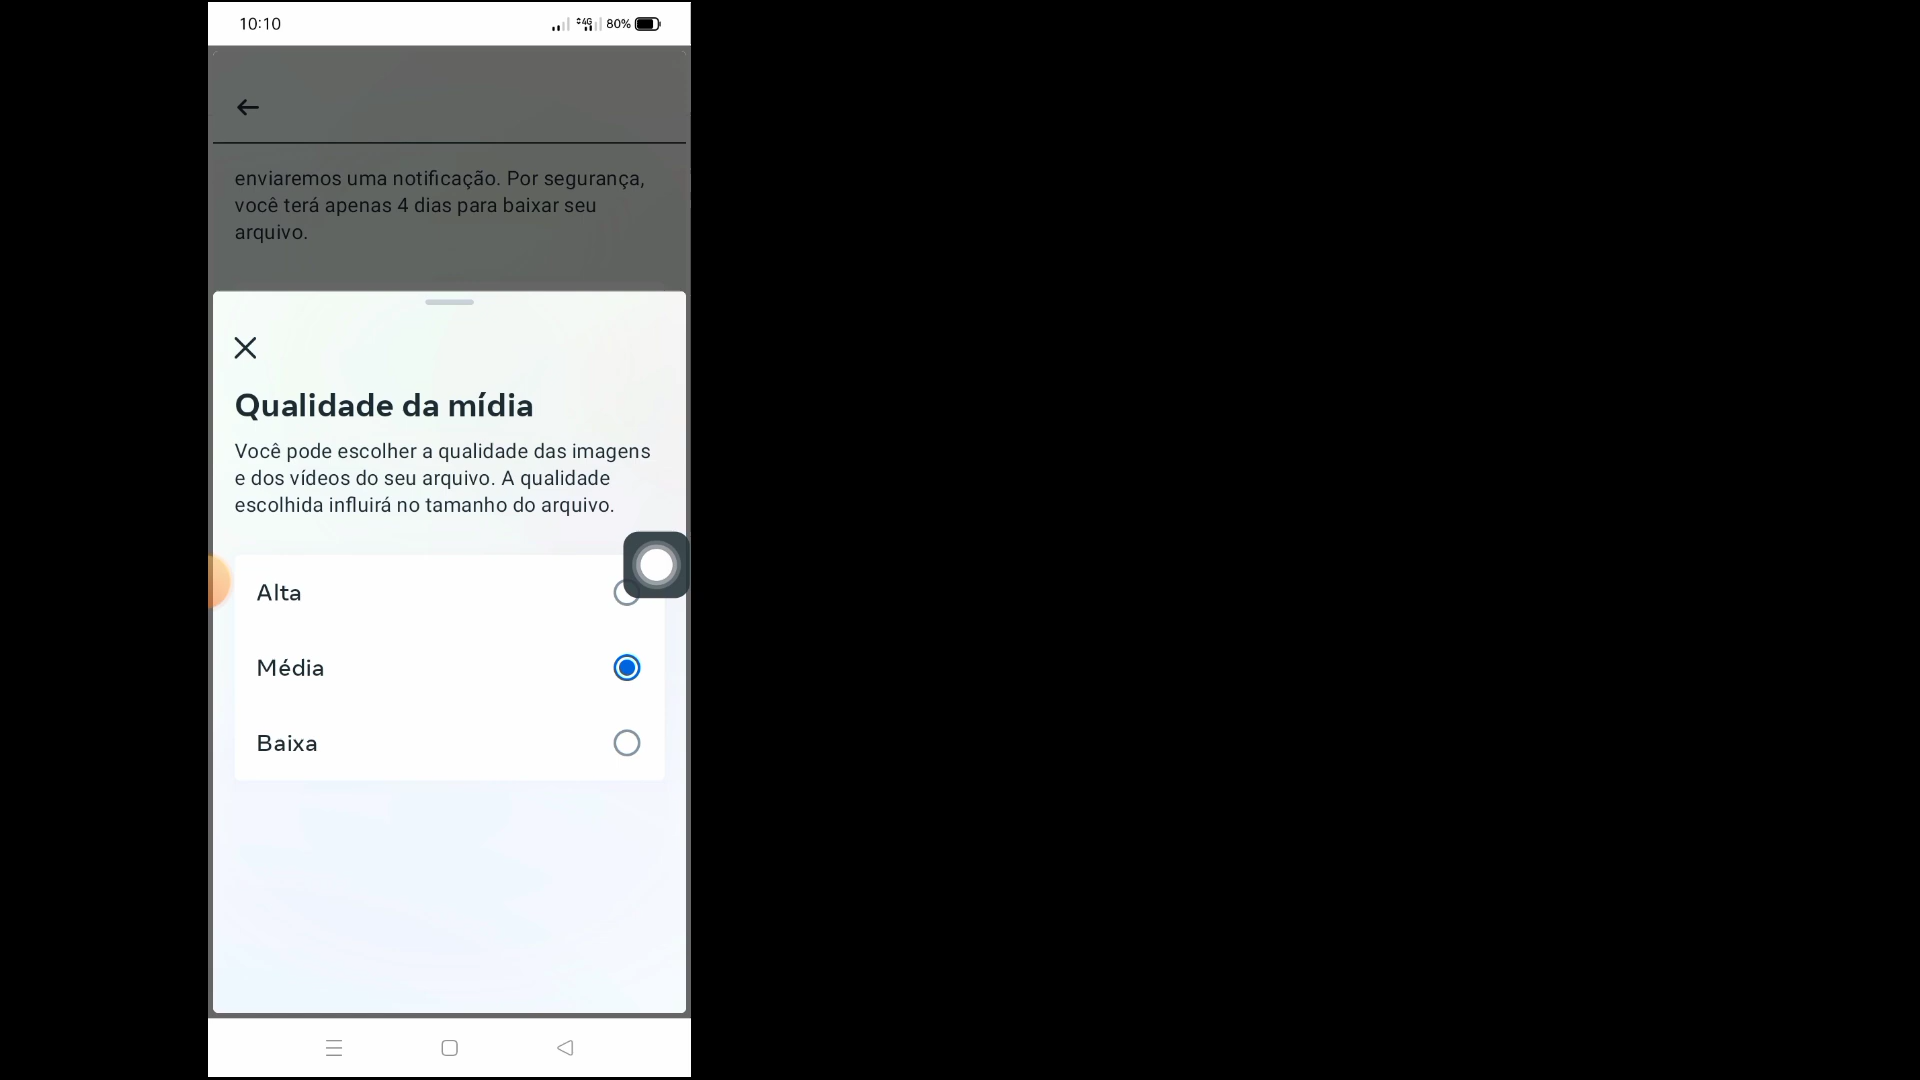 10:10
4G
80%
enviaremos uma notificação. Por segurança,
você terá apenas 4 dias para baixar seu
arquivo.
Qualidade da mídia
Você pode escolher a qualidade das imagens
e dos vídeos do seu arquivo. A qualidade
escolhida influirá no tamanho do arquivo.
Alta
Média
Baixa